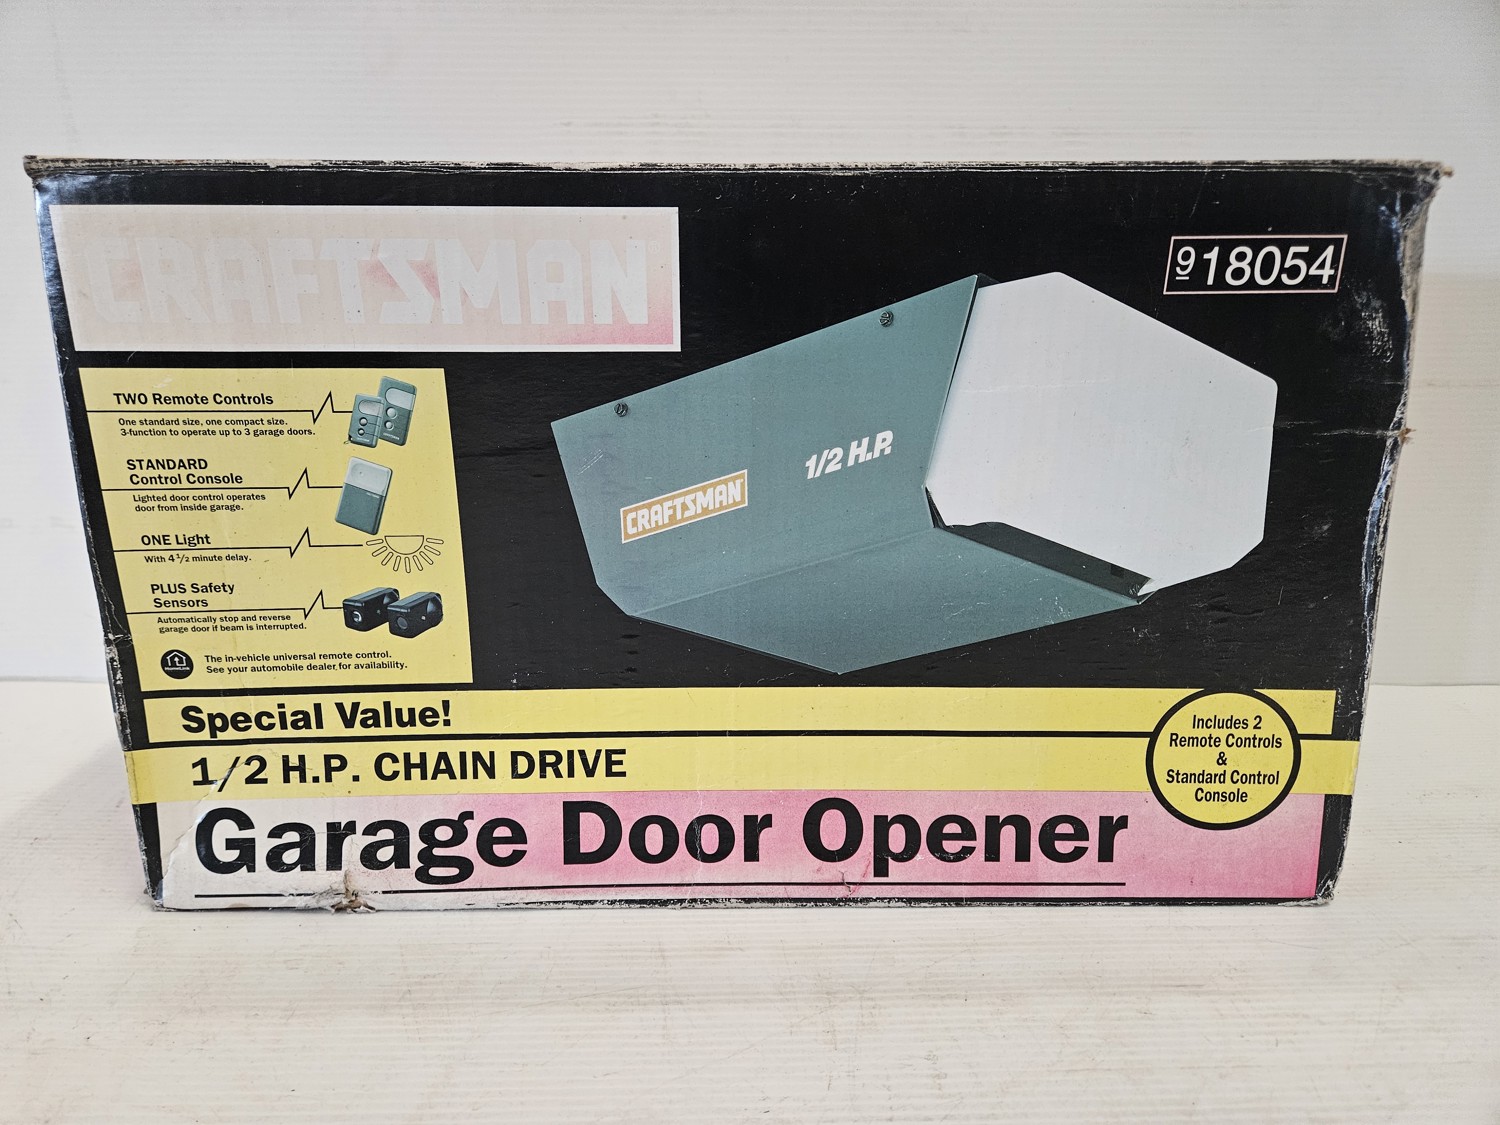 CRAFTSMAN
918054
TWO Remote Controls
One standard size, one compact size.
3-function to operate up to 3 garage doors.
STANDARD
Control Console
Lighted door control operates
door from inside garage.
ONE Light
With 4 1/2 minute delay.
PLUS Safety
Sensors
Automatically stop and reverse
garage door if beam is interrupted.
HomeLink
The in-vehicle universal remote control.
See your automobile dealer for availability.
CRAFTSMAN
1/2 H.P.
Special Value!
1/2 H.P. CHAIN DRIVE
Garage Door Opener
Includes 2
Remote Controls
&
Standard Control
Console